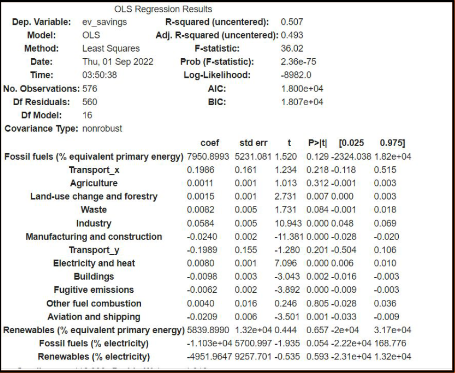 OLS Regression Results
Dep. Variable: ev_savings R-squared (uncentered): 0.507
Model: OLS Adj. R-squared (uncentered): 0.493
Method: Least Squares F-statistic: 36.02
Date: Thu, 01 Sep 2022 Prob (F-statistic): 2.36e-75
Time: 03:50:38 Log-Likelihood: -8982.0
No. Observations: 576 AIC: 1.800e+04
Df Residuals: 560 BIC: 1.807e+04
Df Model: 16
Covariance Type: nonrobust
coef std err t P>|t| [0.025 0.975]
Fossil fuels (% equivalent primary energy) 7950.8993 5231.081 1.520 0.129 -2324.038 1.82e+04
Transport_x 0.1986 0.161 1.234 0.218 -0.118 0.515
Agriculture 0.0011 0.001 1.013 0.312 -0.001 0.003
Land-use change and forestry 0.0015 0.001 2.731 0.007 0.000 0.003
Waste 0.0082 0.005 1.731 0.084 -0.001 0.018
Industry 0.0584 0.005 10.943 0.000 0.048 0.069
Manufacturing and construction -0.0240 0.002 -11.381 0.000 -0.028 -0.020
Transport_y -0.1989 0.155 -1.280 0.201 -0.504 0.106
Electricity and heat 0.0080 0.001 7.096 0.000 0.006 0.010
Buildings -0.0098 0.003 -3.043 0.002 -0.016 -0.003
Fugitive emissions -0.0062 0.002 -3.892 0.000 -0.009 -0.003
Other fuel combustion 0.0040 0.016 0.246 0.805 -0.028 0.036
Aviation and shipping -0.0209 0.006 -3.501 0.001 -0.033 -0.009
Renewables (% equivalent primary energy) 5839.8990 1.32e+04 0.444 0.657 -2e+04 3.17e+04
Fossil fuels (% electricity) -1.103e+04 5700.997 -1.935 0.054 -2.22e+04 168.776
Renewables (% electricity) -4951.9647 9257.701 -0.535 0.593 -2.31e+04 1.32e+04